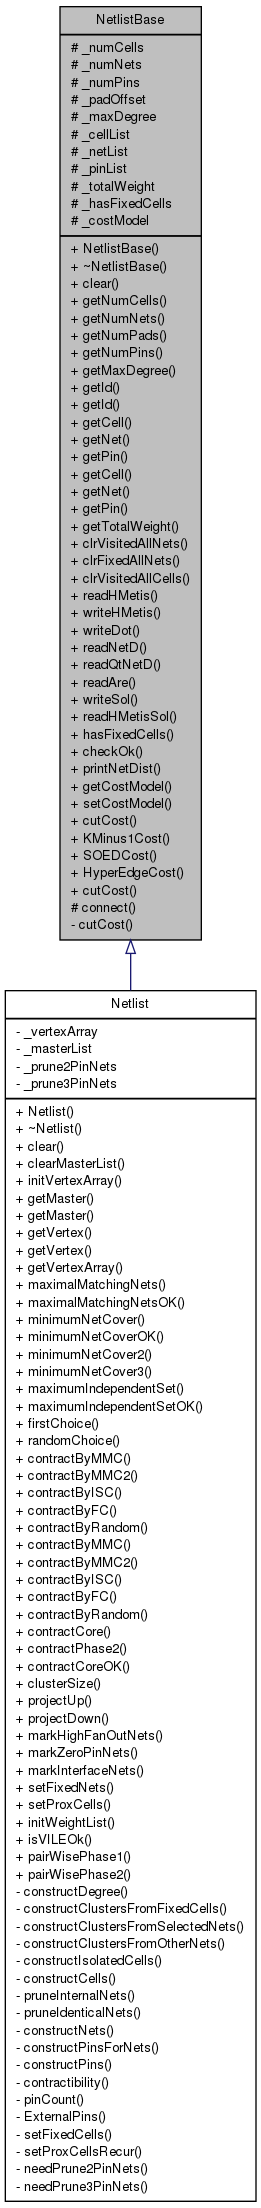 NetlistBase
# _numCells
# _numNets
# _numPins
# _padOffset
# _maxDegree
# _cellList
# _netList
# _pinList
# _totalWeight
# _hasFixedCells
# _costModel
+ NetlistBase()
+ ~NetlistBase()
+ clear()
+ getNumCells()
+ getNumNets()
+ getNumPads()
+ getNumPins()
+ getMaxDegree()
+ getId()
+ getId()
+ getCell()
+ getNet()
+ getPin()
+ getCell()
+ getNet()
+ getPin()
+ getTotalWeight()
+ clrVisitedAllNets()
+ clrFixedAllNets()
+ clrVisitedAllCells()
+ readHMetis()
+ writeHMetis()
+ writeDot()
+ readNetD()
+ readQtNetD()
+ readAre()
+ writeSol()
+ readHMetisSol()
+ hasFixedCells()
+ checkOk()
+ printNetDist()
+ getCostModel()
+ setCostModel()
+ cutCost()
+ KMinus1Cost()
+ SOEDCost()
+ HyperEdgeCost()
+ cutCost()
# connect()
- cutCost()
Netlist
- _vertexArray
- _masterList
- _prune2PinNets
- _prune3PinNets
+ Netlist()
+ ~Netlist()
+ clear()
+ clearMasterList()
+ initVertexArray()
+ getMaster()
+ getMaster()
+ getVertex()
+ getVertex()
+ getVertexArray()
+ maximalMatchingNets()
+ maximalMatchingNetsOK()
+ minimumNetCover()
+ minimumNetCoverOK()
+ minimumNetCover2()
+ minimumNetCover3()
+ maximumIndependentSet()
+ maximumIndependentSetOK()
+ firstChoice()
+ randomChoice()
+ contractByMMC()
+ contractByMMC2()
+ contractByISC()
+ contractByFC()
+ contractByRandom()
+ contractByMMC()
+ contractByMMC2()
+ contractByISC()
+ contractByFC()
+ contractByRandom()
+ contractCore()
+ contractPhase2()
+ contractCoreOK()
+ clusterSize()
+ projectUp()
+ projectDown()
+ markHighFanOutNets()
+ markZeroPinNets()
+ markInterfaceNets()
+ setFixedNets()
+ setProxCells()
+ initWeightList()
+ isVILEOk()
+ pairWisePhase1()
+ pairWisePhase2()
- constructDegree()
- constructClustersFromFixedCells()
- constructClustersFromSelectedNets()
- constructClustersFromOtherNets()
- constructIsolatedCells()
- constructCells()
- pruneInternalNets()
- pruneIdenticalNets()
- constructNets()
- constructPinsForNets()
- constructPins()
- contractibility()
- pinCount()
- ExternalPins()
- setFixedCells()
- setProxCellsRecur()
- needPrune2PinNets()
- needPrune3PinNets()